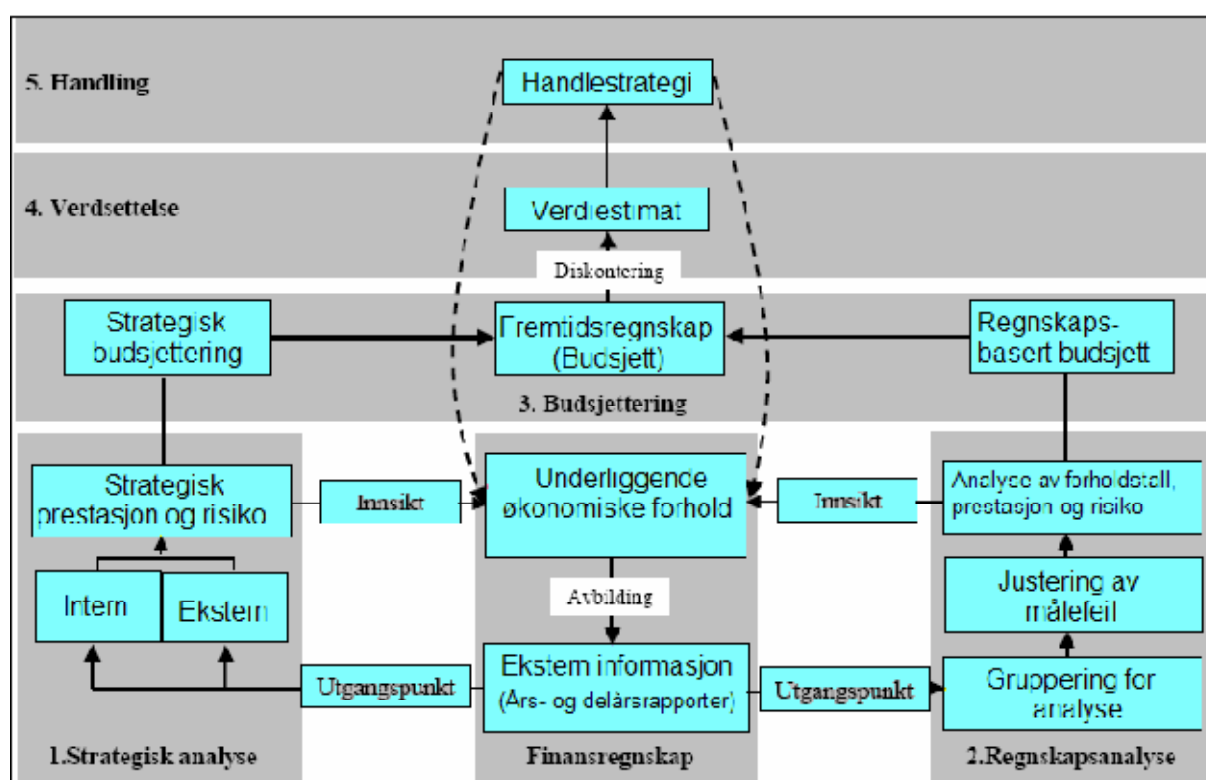 5. Handling
Handlestrategi
4. Verdsettelse
Verdiestimat
Diskontering
Strategisk
budsjettering
Fremtidsregnskap
(Budsjett)
Regnskaps-
basert budsjett
3. Budsjettering
Strategisk
prestasjon og risiko
Innsikt
Underliggende
økonomiske forhold
Innsikt
Analyse av forholdstall,
prestasjon og risiko
Intern
Ekstern
Avbilding
Justering av
målefeil
Utgangspunkt
Ekstern informasjon
(Års- og delårsrapporter)
Utgangspunkt
Gruppering for
analyse
1.Strategisk analyse
Finansregnskap
2.Regnskapsanalyse